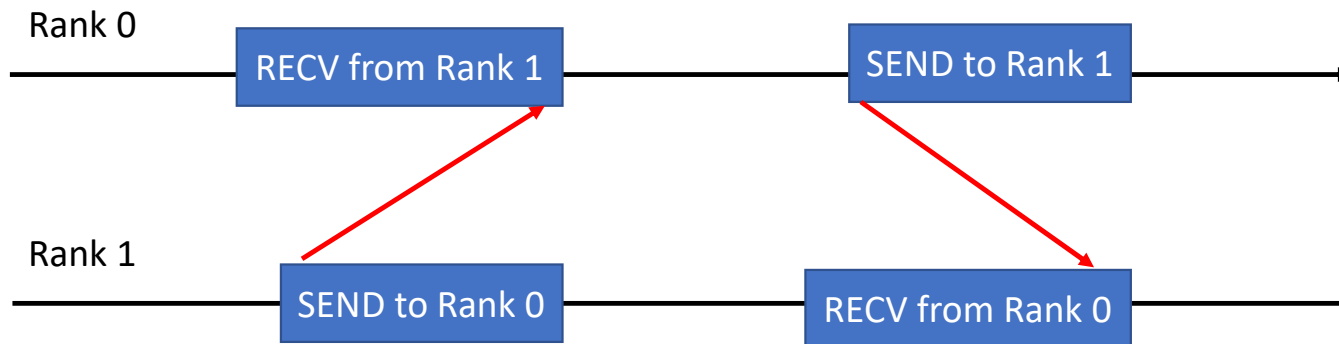 Rank 0
RECV from Rank 1
SEND to Rank 1
Rank 1
SEND to Rank 0
RECV from Rank 0